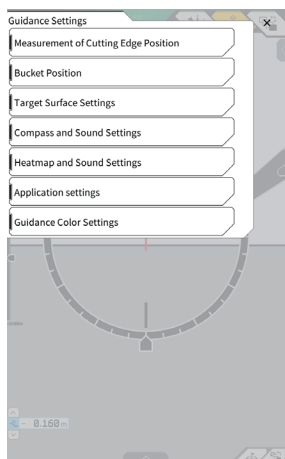 Guidance Settings
Measurement of Cutting Edge Position
Bucket Position
Target Surface Settings
Compass and Sound Settings
Heatmap and Sound Settings
Application settings
Guidance Color Settings
- 0.160 m